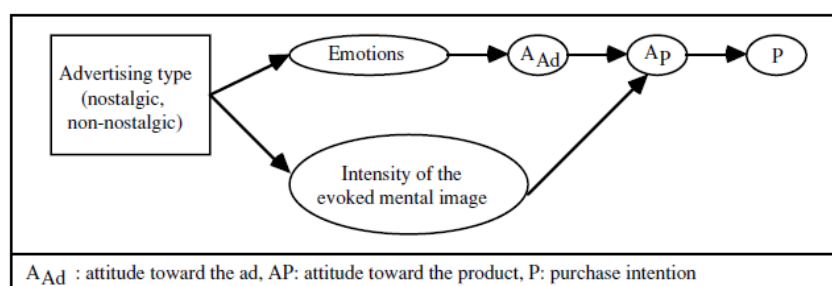 Advertising type
(nostalgic,
non-nostalgic)
Emotions
AAd
AP
P
Intensity of the
evoked mental image
AAd : attitude toward the ad, AP: attitude toward the product, P: purchase intention